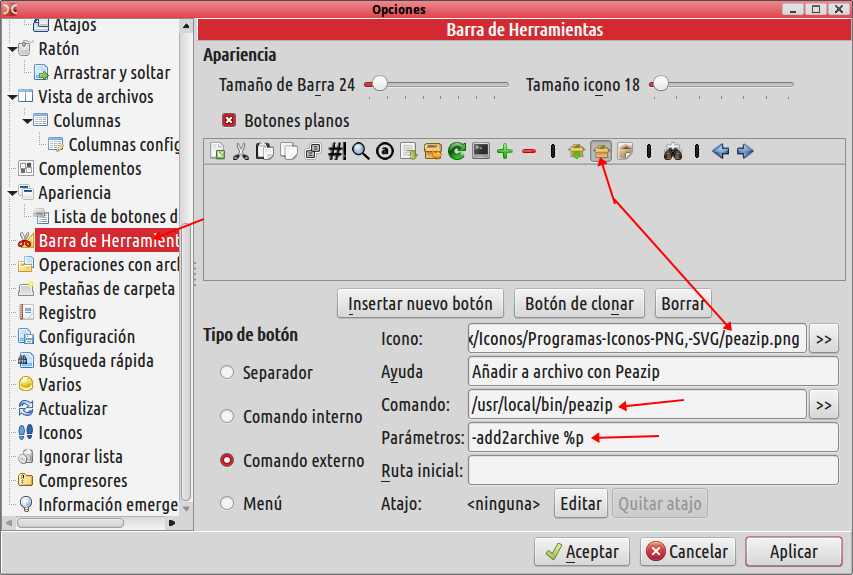 Opciones
Atajos
Ratón
Arrastrar y soltar
Vista de archivos
Columnas
Columnas config
Complementos
Apariencia
Lista de botones d
Barra de Herramient
Operaciones con arcl
Pestañas de carpeta
Registro
Configuración
Búsqueda rápida
Varios
Actualizar
Iconos
Ignorar lista
Compresores
Información emerge
Barra de Herramientas
Apariencia
Tamaño de Barra 24
Tamaño icono 18
Botones planos
Insertar nuevo botón
Botón de clonar
Borrar
Tipo de botón
Separador
Comando interno
Comando externo
Menú
Icono: x/Iconos/Programas-Iconos-PNG,-SVG/peazip.png >>
Ayuda Añadir a archivo con Peazip
Comando: /usr/local/bin/peazip >>
Parámetros: -add2archive %p
Ruta inicial:
Atajo: <ninguna> Editar Quitar atajo
Aceptar
Cancelar
Aplicar